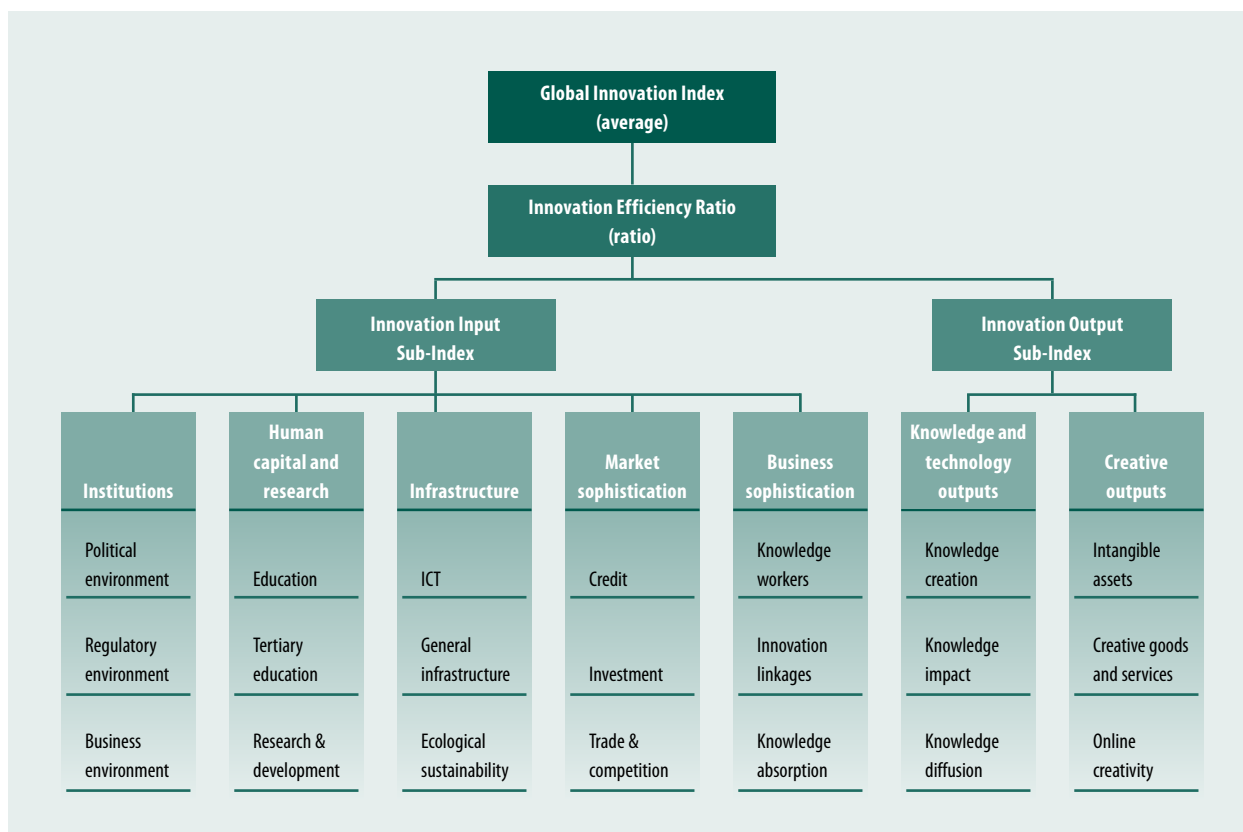 Global Innovation Index
(average)
Innovation Efficiency Ratio
(ratio)
Innovation Input
Sub-Index
Innovation Output
Sub-Index
Institutions
Human
capital and
research
Infrastructure
Market
sophistication
Business
sophistication
Knowledge and
technology
outputs
Creative
outputs
Political
environment
Education
ICT
Credit
Knowledge
workers
Knowledge
creation
Intangible
assets
Regulatory
environment
Tertiary
education
General
infrastructure
Investment
Innovation
linkages
Knowledge
impact
Creative goods
and services
Business
environment
Research &
development
Ecological
sustainability
Trade &
competition
Knowledge
absorption
Knowledge
diffusion
Online
creativity